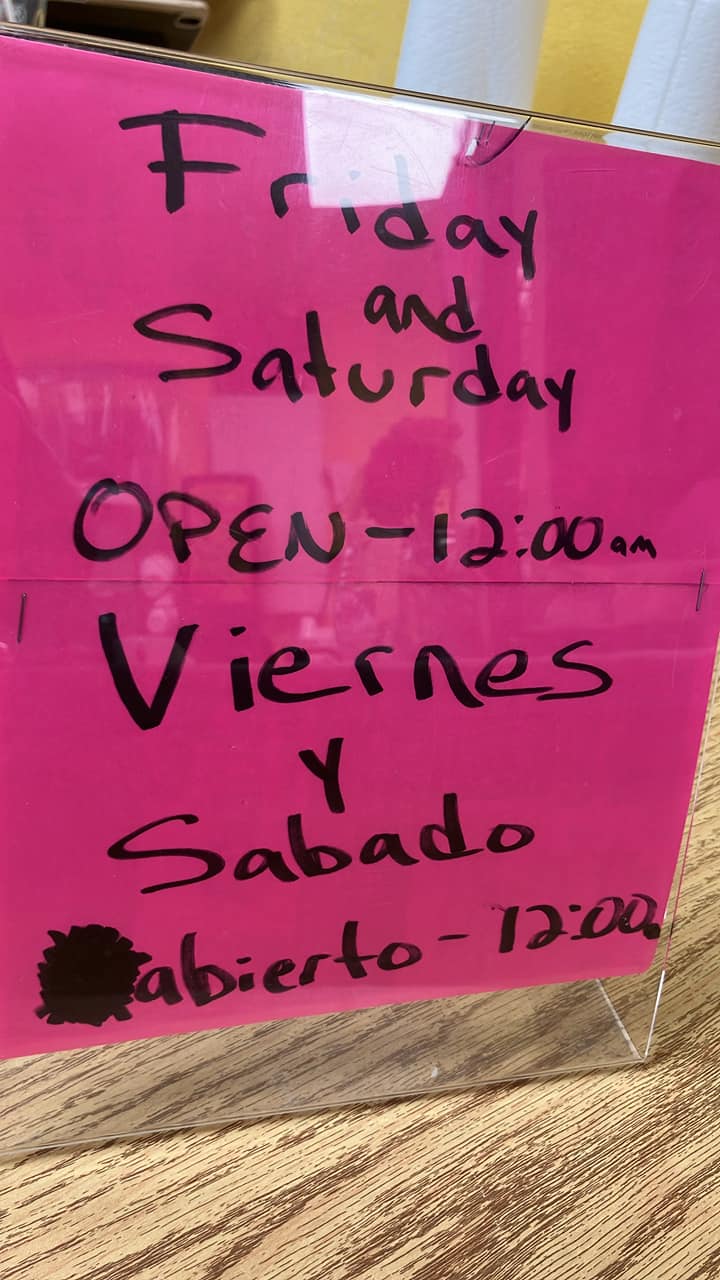 Friday
and
Saturday
OPEN - 12:00am
Viernes
y
Sabado
abierto - 12:00